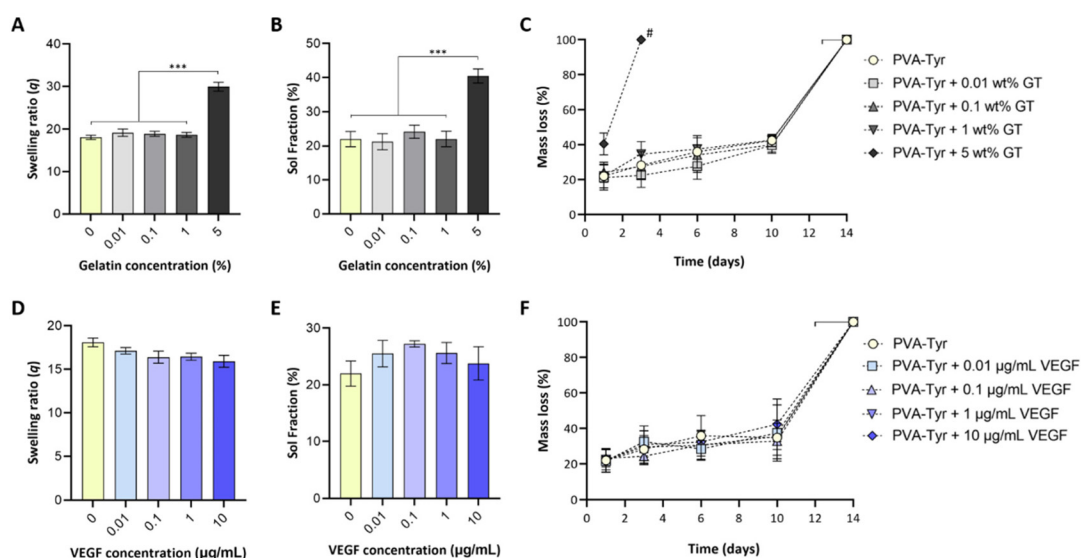 A
Swelling ratio (q)
40
30
20
10
0
***
0
0.01
0.1
1
5
Gelatin concentration (%)
B
Sol Fraction (%)
50
40
30
20
10
0
***
0
0.01
0.1
1
5
Gelatin concentration (%)
C
Mass loss (%)
100
80
60
40
20
0
#
0
2
4
6
8
10
12
14
Time (days)
PVA-Tyr
PVA-Tyr + 0.01 wt% GT
PVA-Tyr + 0.1 wt% GT
PVA-Tyr + 1 wt% GT
PVA-Tyr + 5 wt% GT
D
Swelling ratio (q)
20
15
10
5
0
0
0.01
0.1
1
10
VEGF concentration (µg/mL)
E
Sol Fraction (%)
30
20
10
0
0
0.01
0.1
1
10
VEGF concentration (µg/mL)
F
Mass loss (%)
100
80
60
40
20
0
0
2
4
6
8
10
12
14
Time (days)
PVA-Tyr
PVA-Tyr + 0.01 µg/mL VEGF
PVA-Tyr + 0.1 µg/mL VEGF
PVA-Tyr + 1 µg/mL VEGF
PVA-Tyr + 10 µg/mL VEGF